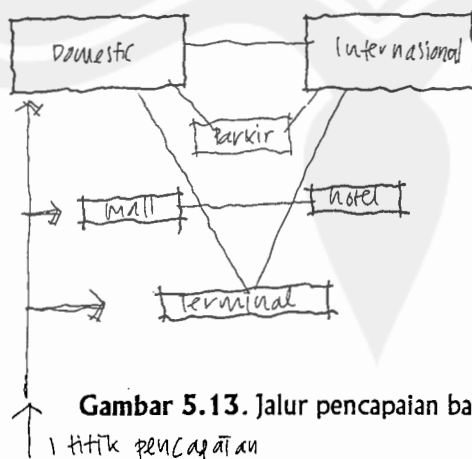 Domestic
Internasional
Parkir
mall
hotel
Terminal
Gambar 5.13. Jalur pencapaian ba
1 titik pencapaian